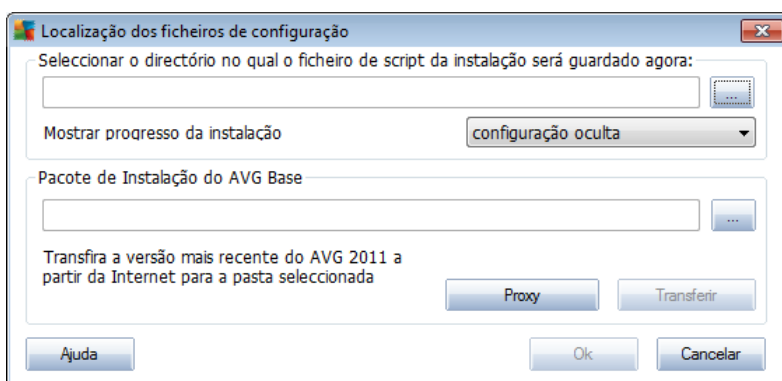 Localização dos ficheiros de configuração
Seleccionar o directório no qual o ficheiro de script da instalação será guardado agora:
...
Mostrar progresso da instalação
configuração oculta
Pacote de Instalação do AVG Base
...
Transfira a versão mais recente do AVG 2011 a
partir da Internet para a pasta seleccionada
Proxy
Transferir
Ajuda
Ok
Cancelar